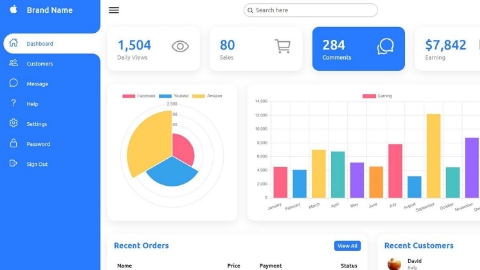 Brand Name
Search here
Dashboard
Customers
Message
Help
Settings
Password
Sign Out
1,504
Daily Views
80
Sales
284
Comments
$7,842
Earning
Facebook Youtube Amazon
2,500
Earning
14,000
12,000
10,000
8,000
6,000
4,000
2,000
0
January February March April May June July August September October November
Recent Orders
View All
Name Price Payment Status
Recent Customers
David
Italy